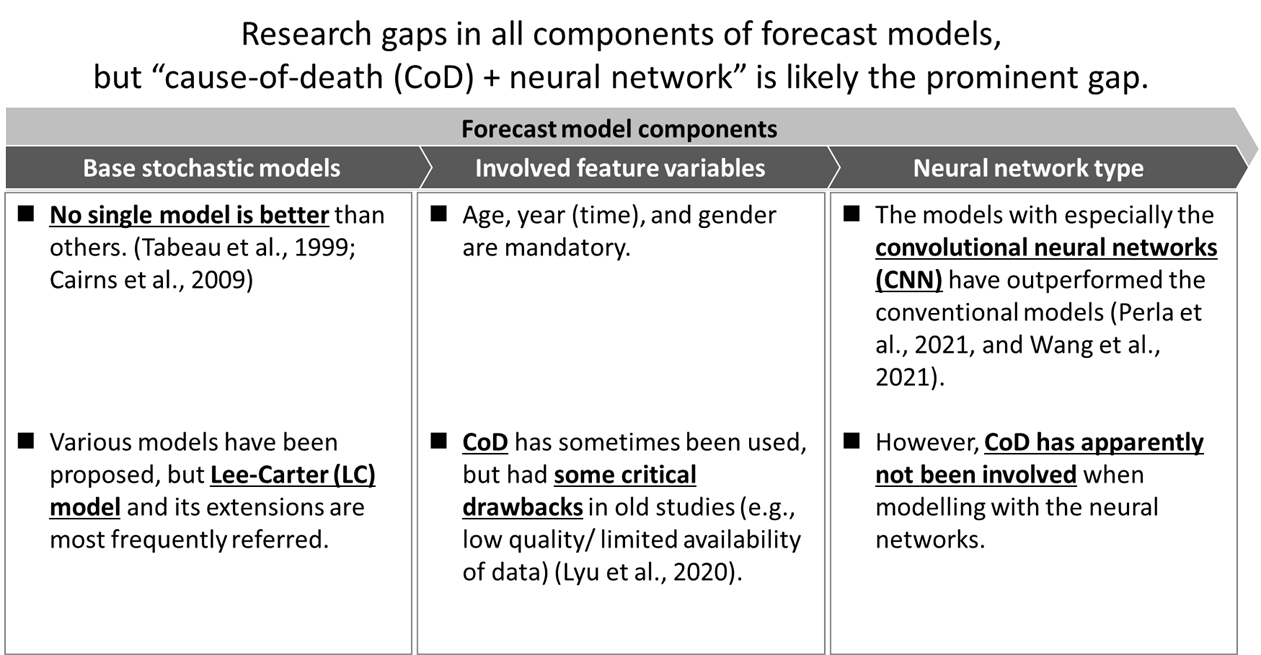 Research gaps in all components of forecast models,
but “cause-of-death (CoD) + neural network” is likely the prominent gap.
Forecast model components
Base stochastic models
Involved feature variables
Neural network type
■ No single model is better than
others. (Tabeau et al., 1999;
Cairns et al., 2009)
■ Various models have been
proposed, but Lee-Carter (LC)
model and its extensions are
most frequently referred.
■ Age, year (time), and gender
are mandatory.
■ CoD has sometimes been used,
but had some critical
drawbacks in old studies (e.g.,
low quality/ limited availability
of data) (Lyu et al., 2020).
■ The models with especially the
convolutional neural networks
(CNN) have outperformed the
conventional models (Perla et
al., 2021, and Wang et al.,
2021).
■ However, CoD has apparently
not been involved when
modelling with the neural
networks.